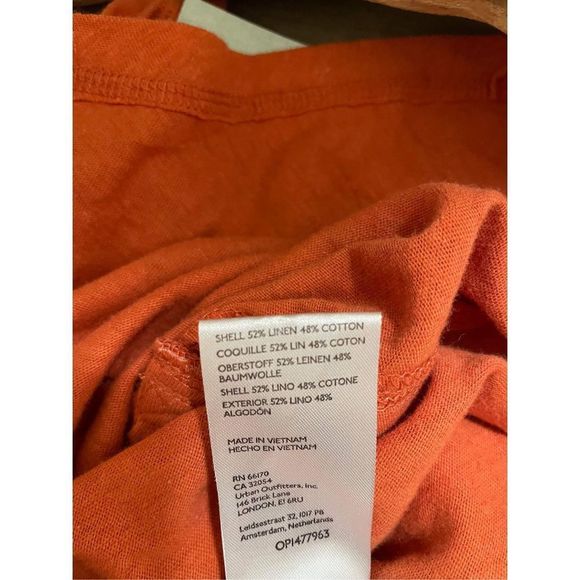 SHELL 52% LINEN 48% COTTON
COQUILLE 52% LIN 48% COTON
OBERSTOFF 52% LEINEN 48%
BAUMWOLLE
SHELL 52% LINO 48% COTONE
EXTERIOR 52% LINO 48%
ALGODÓN
MADE IN VIETNAM
HECHO EN VIETNAM
RN 66170
CA 32054
Urban Outfitters, Inc.
146 Brick Lane
LONDON, E1 6RU
Leidsestraat 32, 1017 PB
Amsterdam, Netherlands
OP1477963